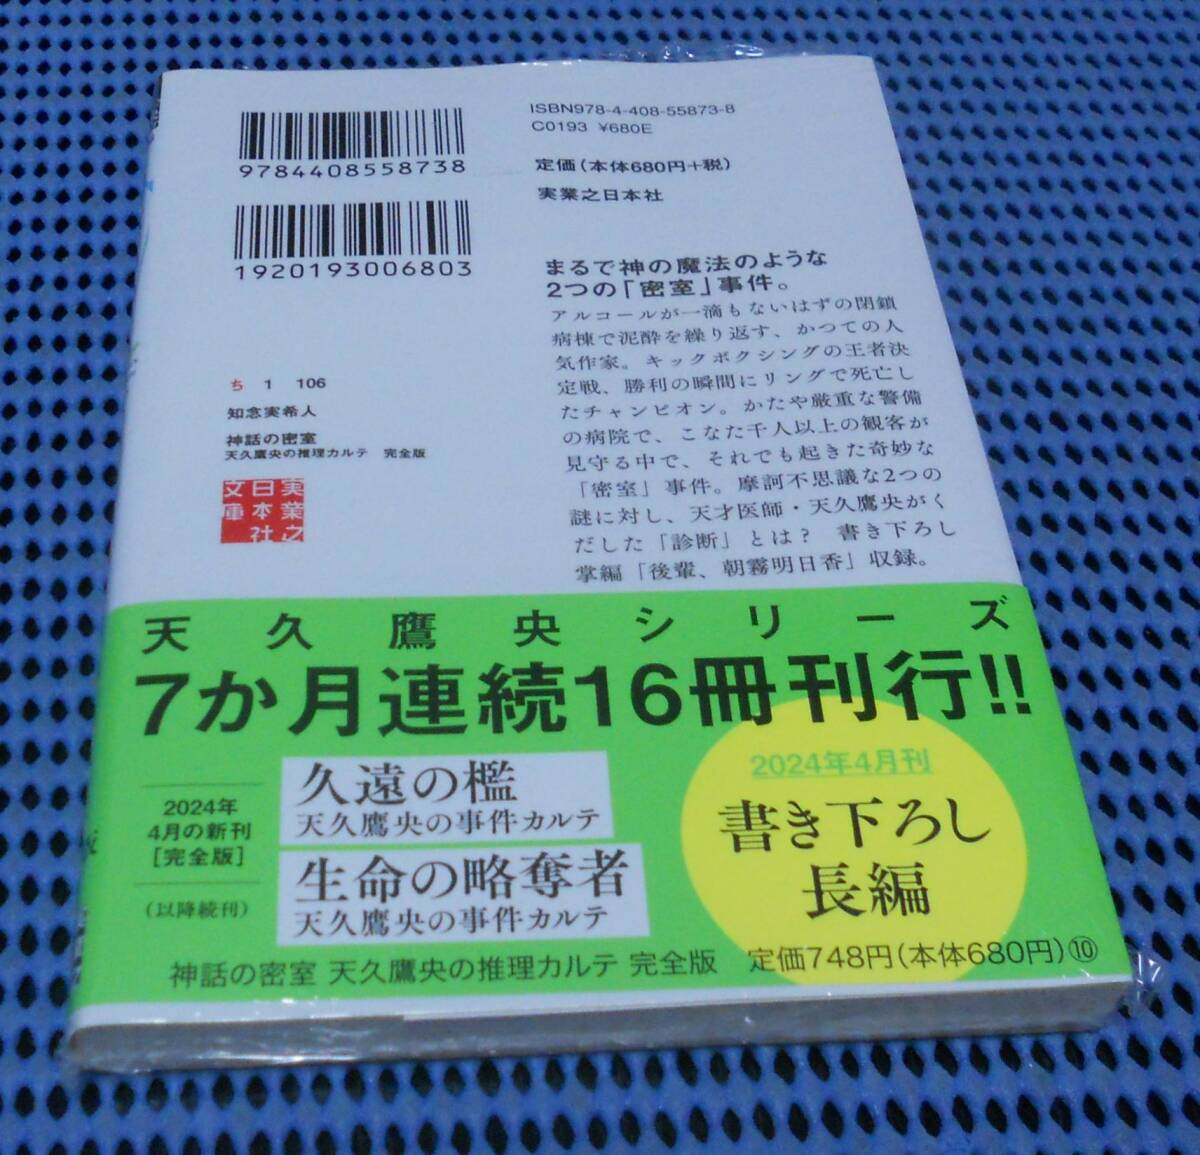 9784408558738
1920193006803
ISBN978-4-408-55873-8
C0193 ¥680E
定価(本体680円+税)
実業之日本社
まるで神の魔法のような
2つの「密室」事件。
アルコールが一滴もないはずの閉鎖
病棟で泥酔を繰り返す、かつての人
気作家。キックボクシングの王者決
定戦、勝利の瞬間にリングで死亡し
たチャンピオン。かたや厳重な警備
の病院で、こなた千人以上の観客が
見守る中で、それでも起きた奇妙な
「密室」事件。摩訶不思議な2つの
謎に対し、天才医師・天久鷹央がく
だした「診断」とは? 書き下ろし
掌編「後輩、朝霧明日香」収録。
ち 1 106
知念実希人
神話の密室
天久鷹央の推理カルテ 完全版
実業之
日本社
文庫
天久鷹央シリーズ
7か月連続16冊刊行!!
2024年
4月の新刊
[完全版]
(以降続刊)
久遠の檻
天久鷹央の事件カルテ
生命の略奪者
天久鷹央の事件カルテ
2024年4月刊
書き下ろし
長編
神話の密室 天久鷹央の推理カルテ 完全版 定価748円(本体680円)⑩